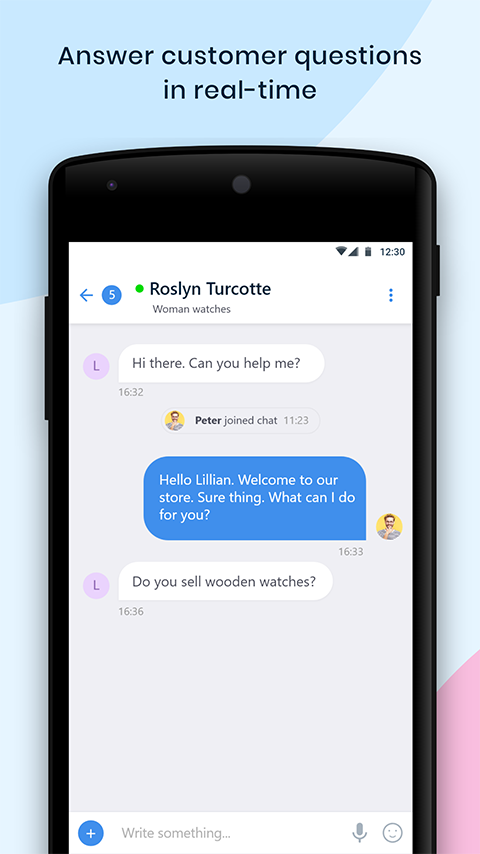 Answer customer questions
in real-time
12:30
5
Roslyn Turcotte
Woman watches
L
Hi there. Can you help me?
16:32
Peter joined chat 11:23
Hello Lillian. Welcome to our
store. Sure thing. What can I do
for you?
16:33
L
Do you sell wooden watches?
16:36
+
Write something...